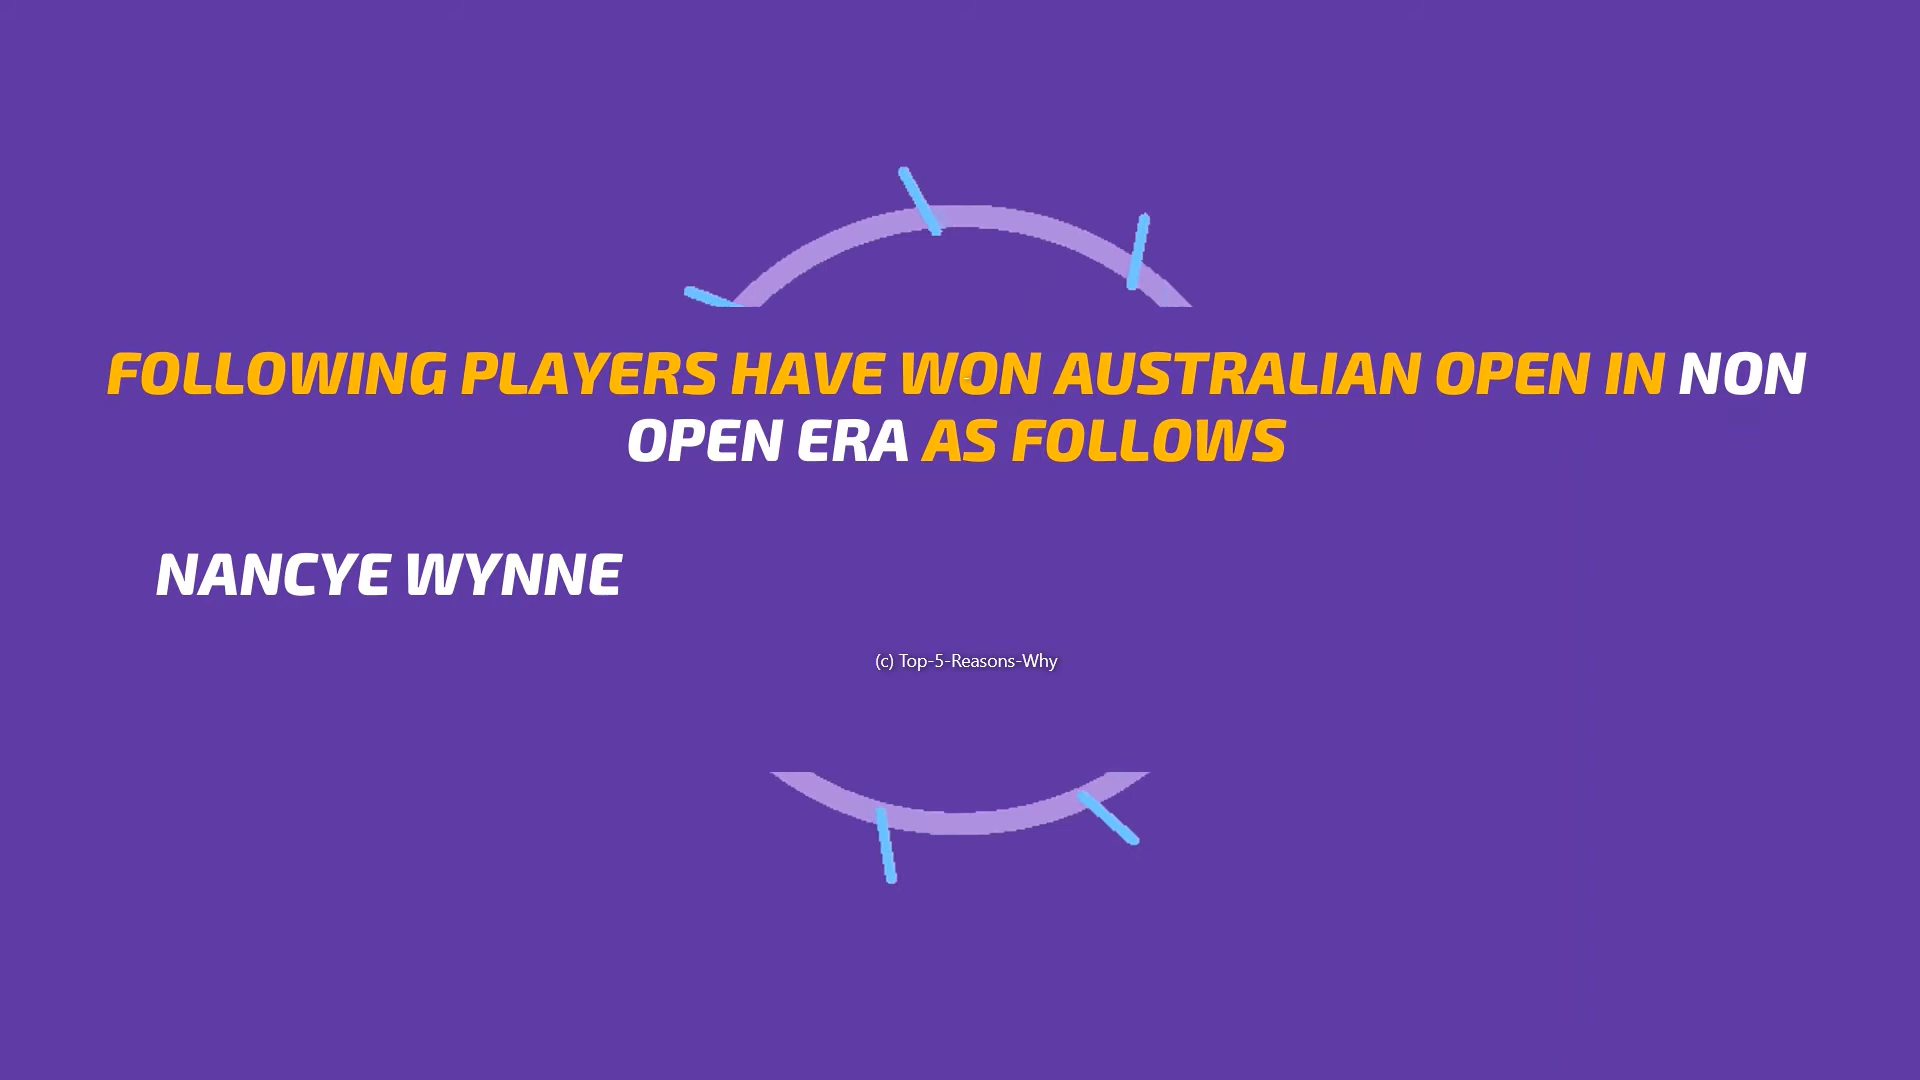 FOLLOWING PLAYERS HAVE WON AUSTRALIAN OPEN IN NON
OPEN ERA AS FOLLOWS
NANCYE WYNNE
(c) Top-5-Reasons-Why